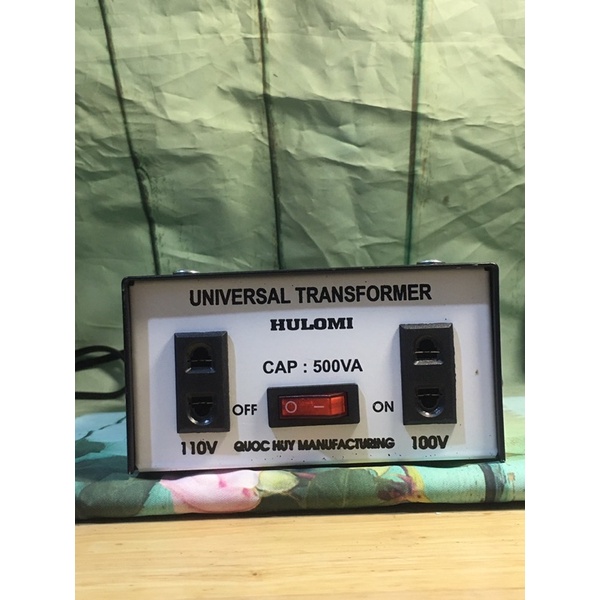 UNIVERSAL TRANSFORMER
HULOMI
CAP : 500VA
OFF
ON
110V
QUOC HUY MANUFACTURING
100V